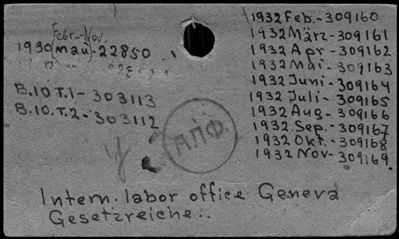 Febr-Nov.
1930 (mai)-22850
B.10 T.1-303113
B.10.T.2-303112
1932 Feb.-309160
1932 März-309161
1932 Apr-309162
1932 Mai-309163
1932 Juni-309164
1932 Juli-309165
1932 Aug-309166
1932.Sep.-309167
1932 Okt.-309168
1932 Nov-309169
АПФ
Intern. labor office Geneva
Gesetzreiche.: